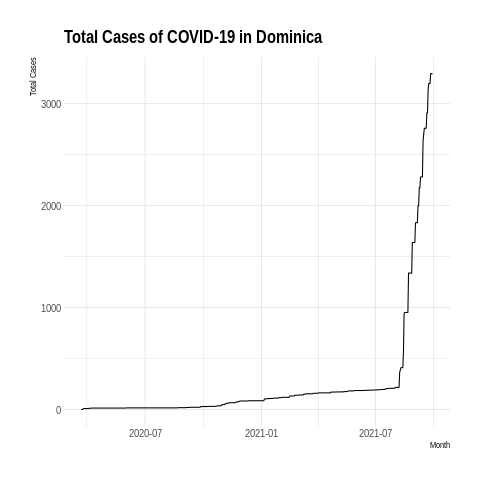 Total Cases of COVID-19 in Dominica
Total Cases
3000
2000
1000
0
2020-07
2021-01
2021-07
Month